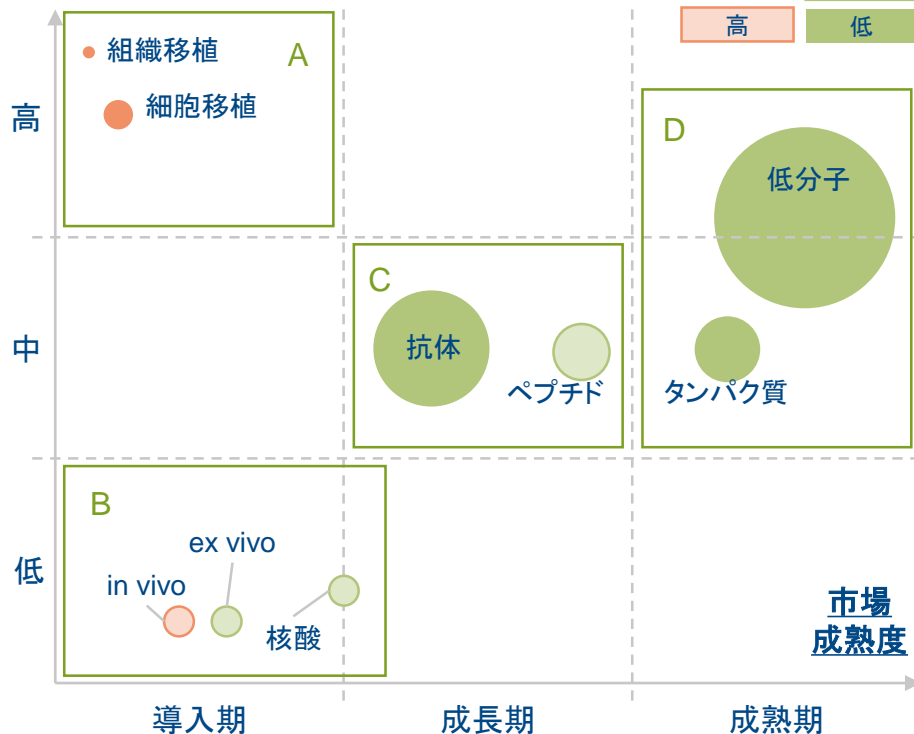 高
低
組織移植
A
細胞移植
高
D
低分子
C
抗体
中
ペプチド
タンパク質
B
ex vivo
in vivo
低
核酸
市場
成熟度
導入期
成長期
成熟期